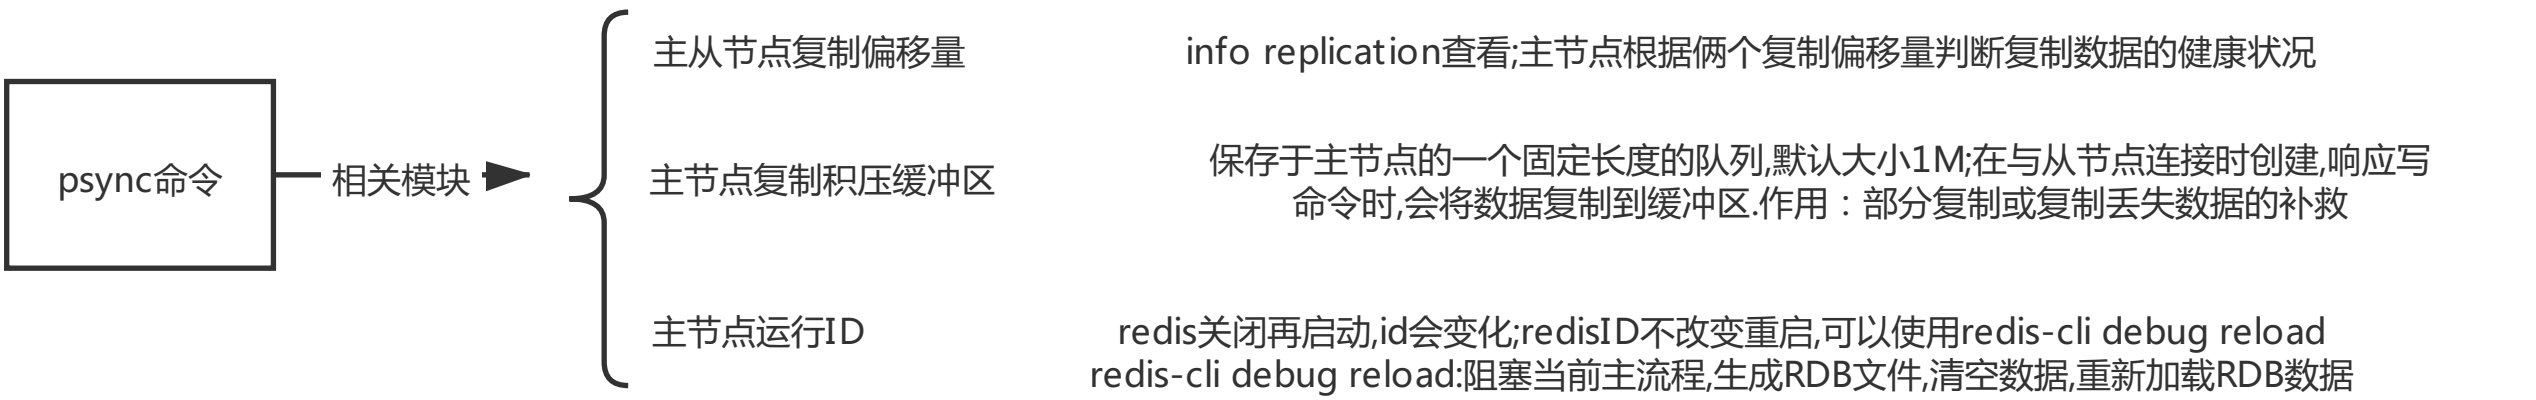 psync命令
相关模块
主从节点复制偏移量
info replication查看;主节点根据俩个复制偏移量判断复制数据的健康状况
主节点复制积压缓冲区
保存于主节点的一个固定长度的队列,默认大小1M;在与从节点连接时创建,响应写
命令时,会将数据复制到缓冲区.作用：部分复制或复制丢失数据的补救
主节点运行ID
redis关闭再启动,id会变化;redisID不改变重启,可以使用redis-cli debug reload
redis-cli debug reload:阻塞当前主流程,生成RDB文件,清空数据,重新加载RDB数据